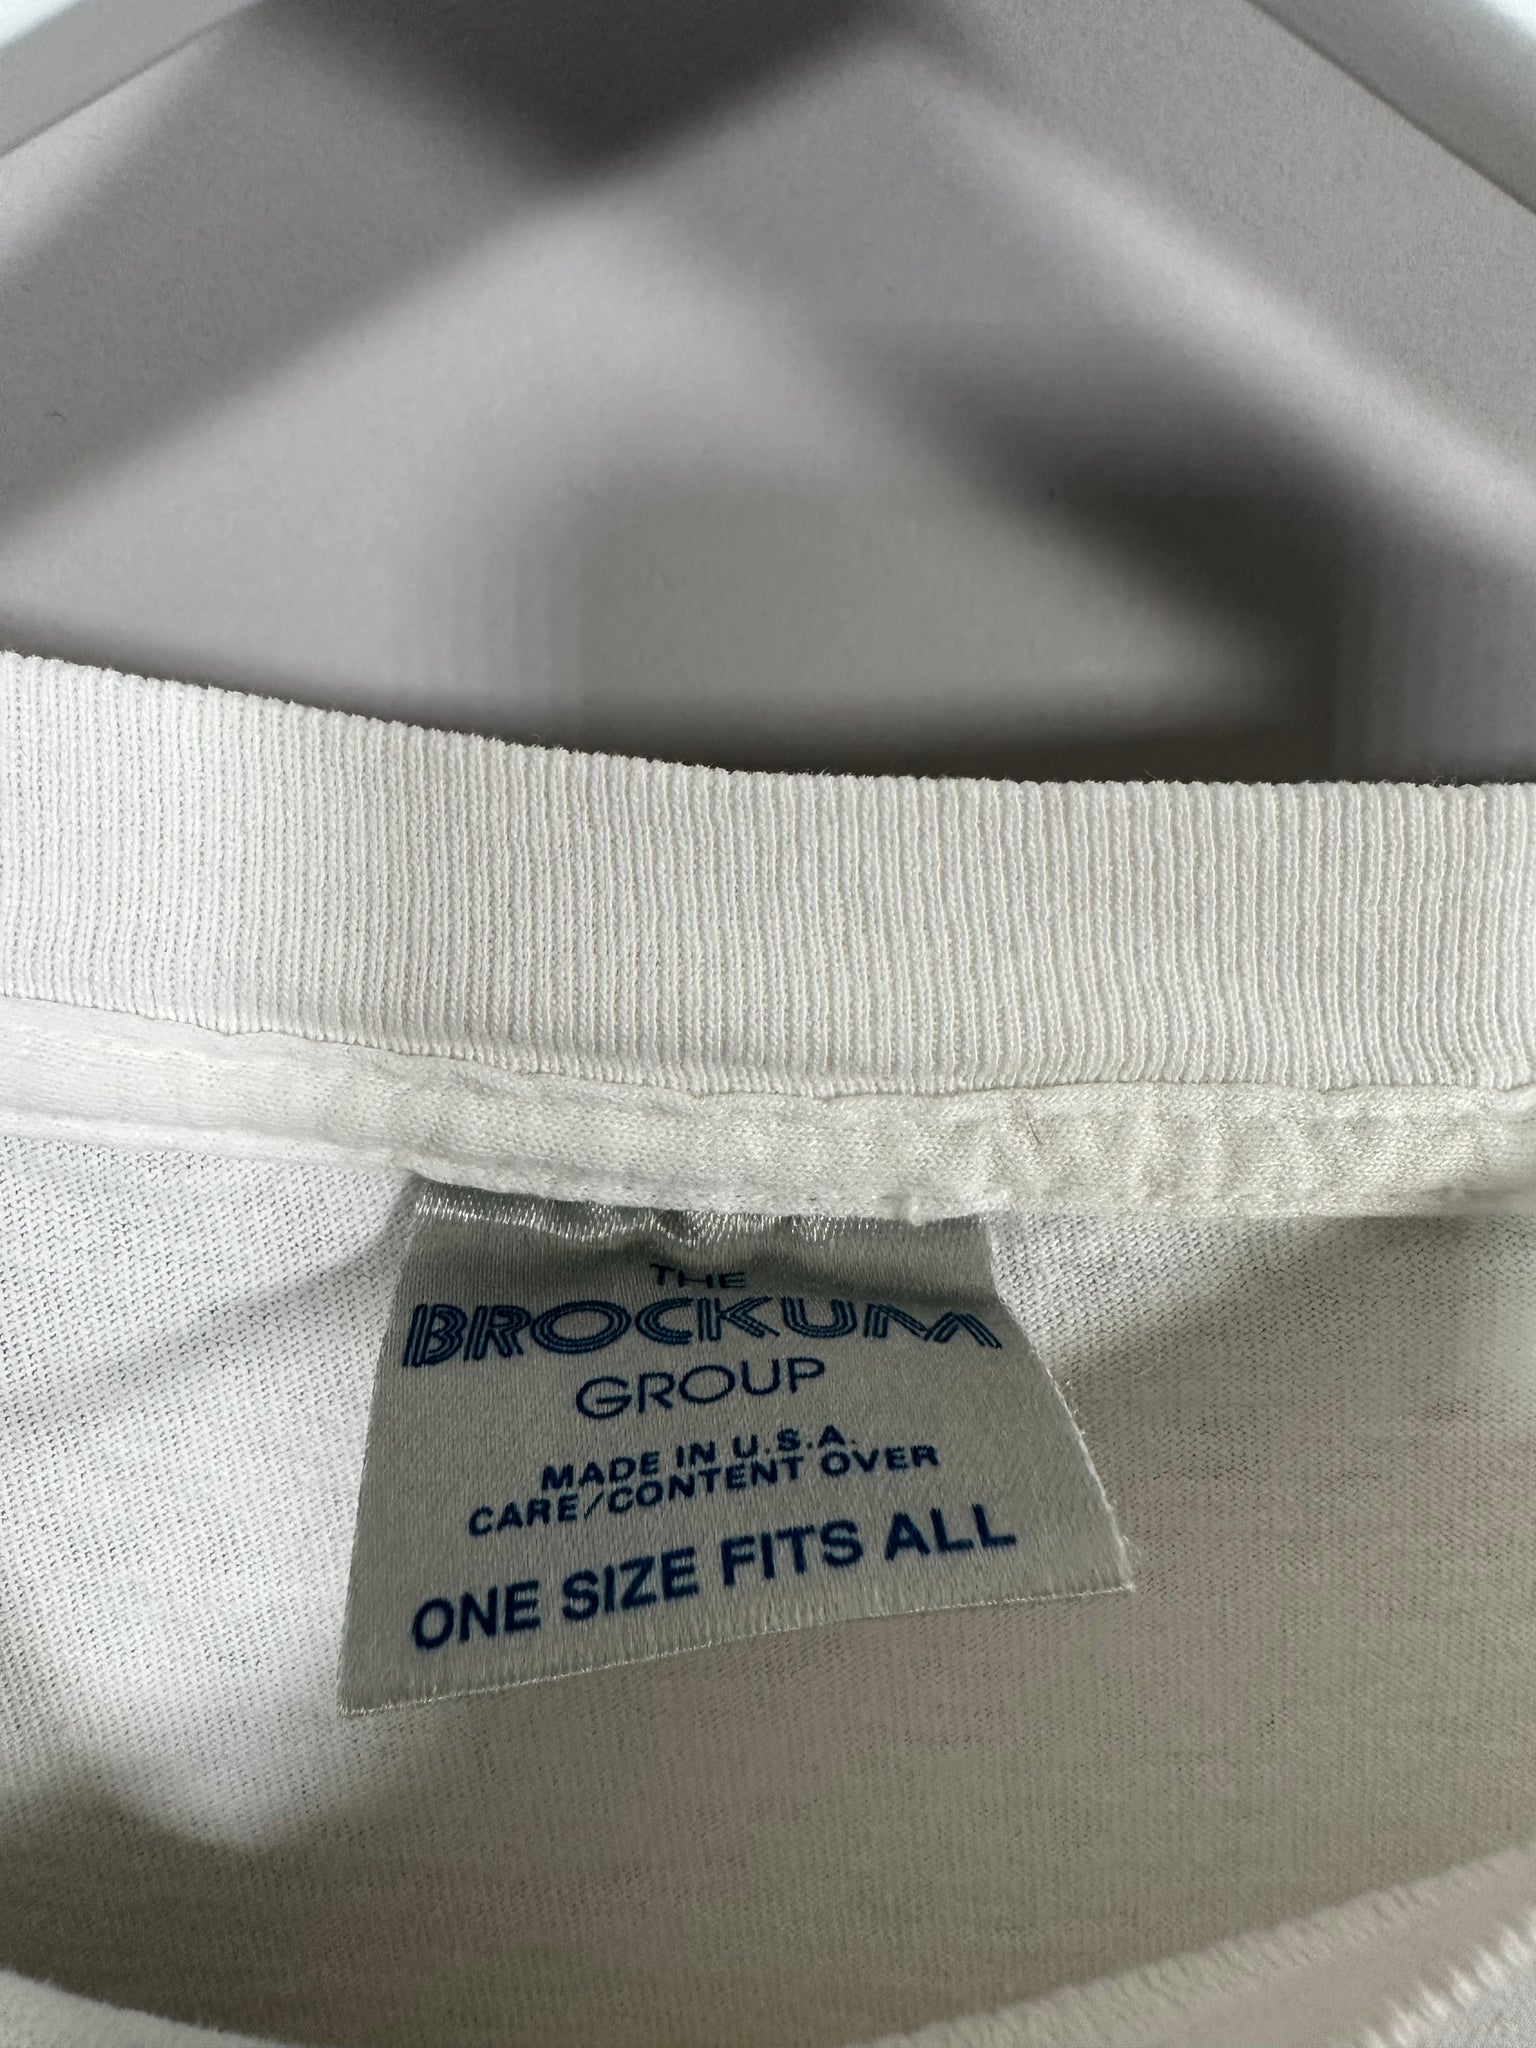 THE
BROCKUM
GROUP
MADE IN U.S.A.
CARE/CONTENT OVER
ONE SIZE FITS ALL